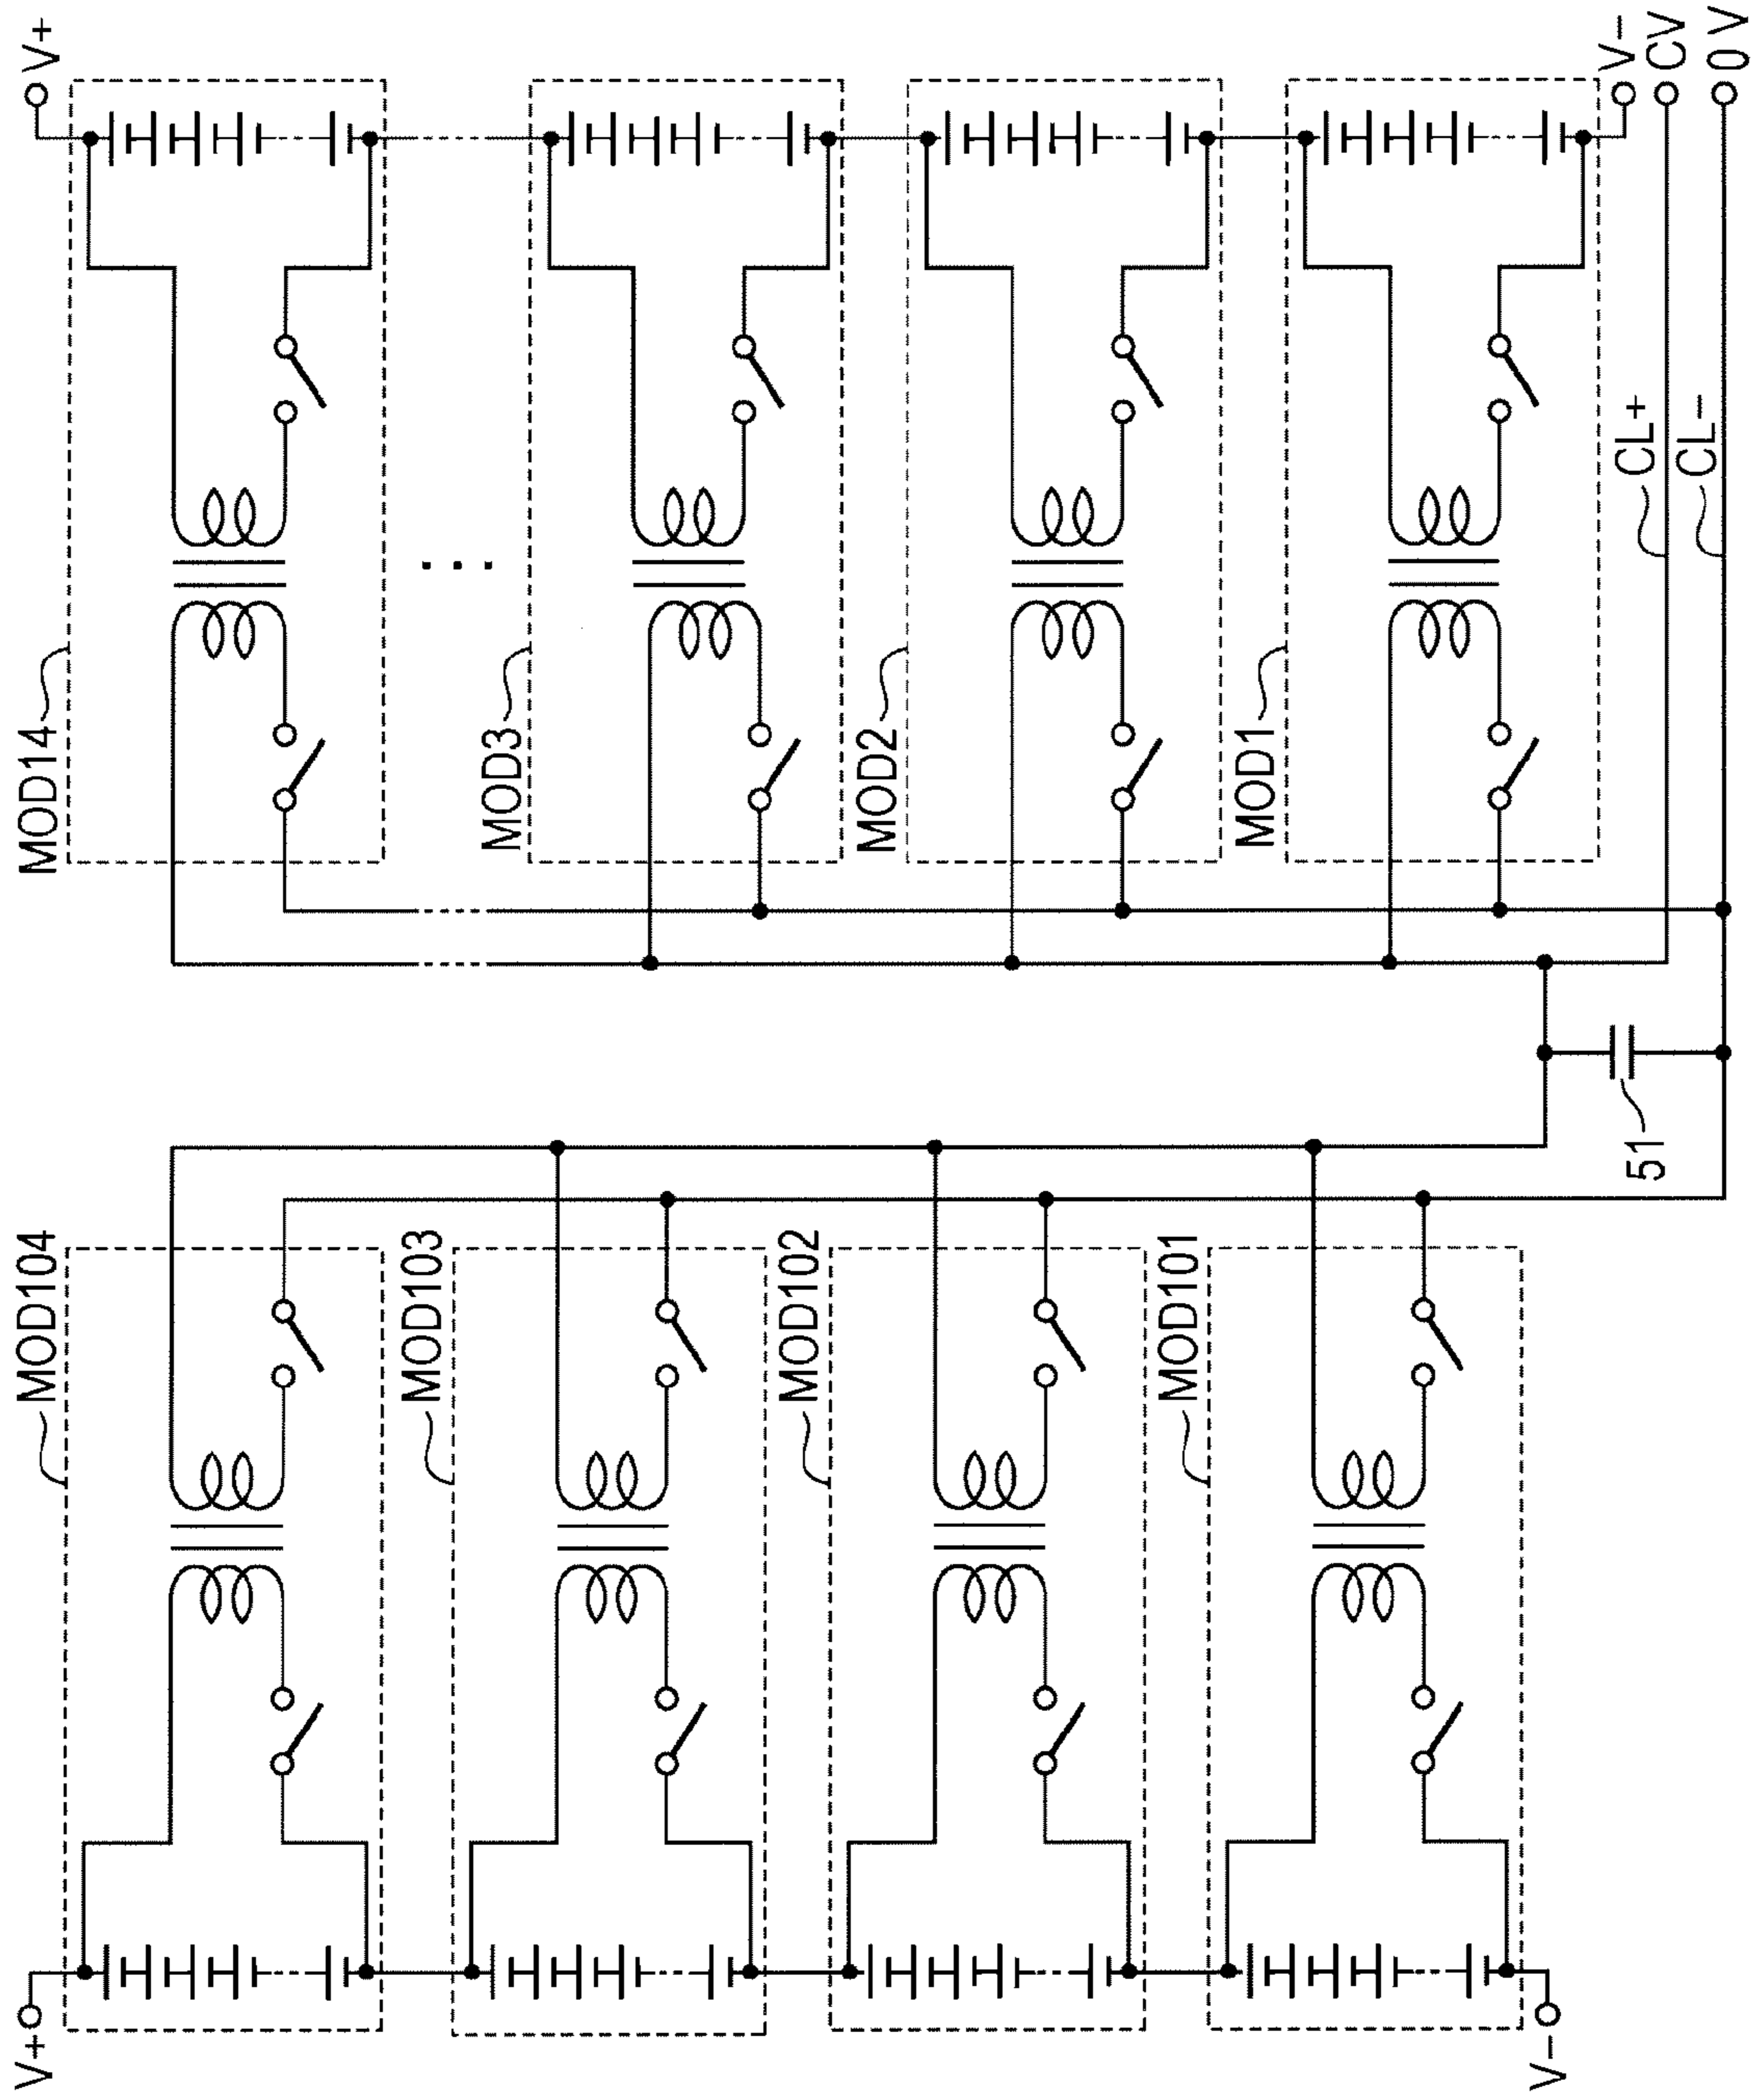 V+
MOD14
MOD3
...
MOD2
MOD1
V-
CV
0 V
CL+
CL-
51
MOD104
MOD103
MOD102
MOD101
V+
V-